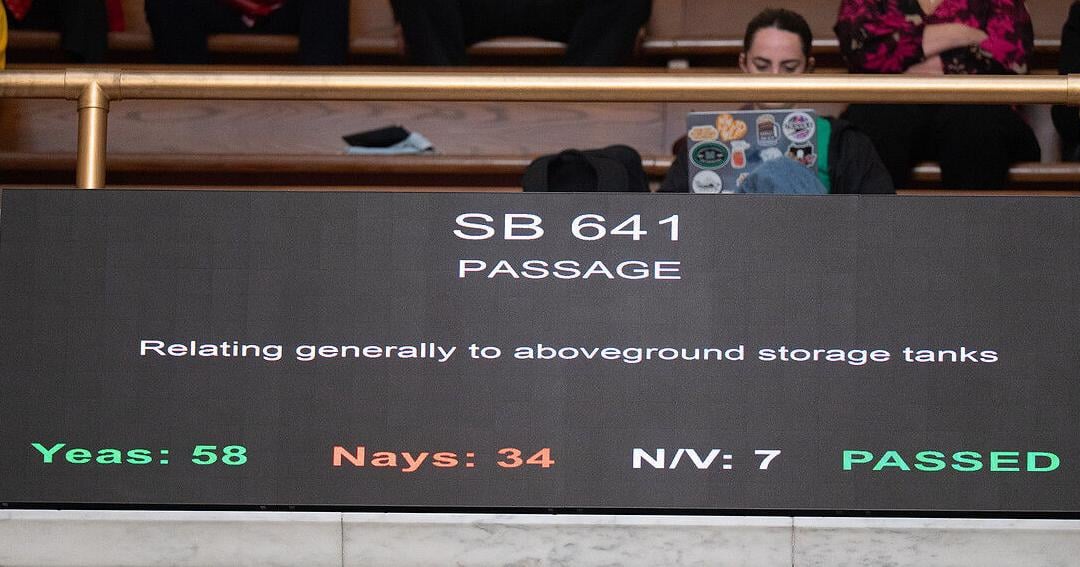 SB 641
PASSAGE
Relating generally to aboveground storage tanks
Yeas: 58 Nays: 34 N/V: 7 PASSED